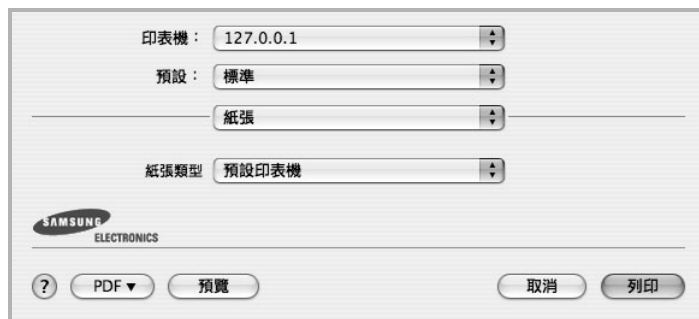 印表機： 127.0.0.1
預設： 標準
紙張
紙張類型 預設印表機
SAMSUNG
ELECTRONICS
? PDF▼ 預覽 取消 列印